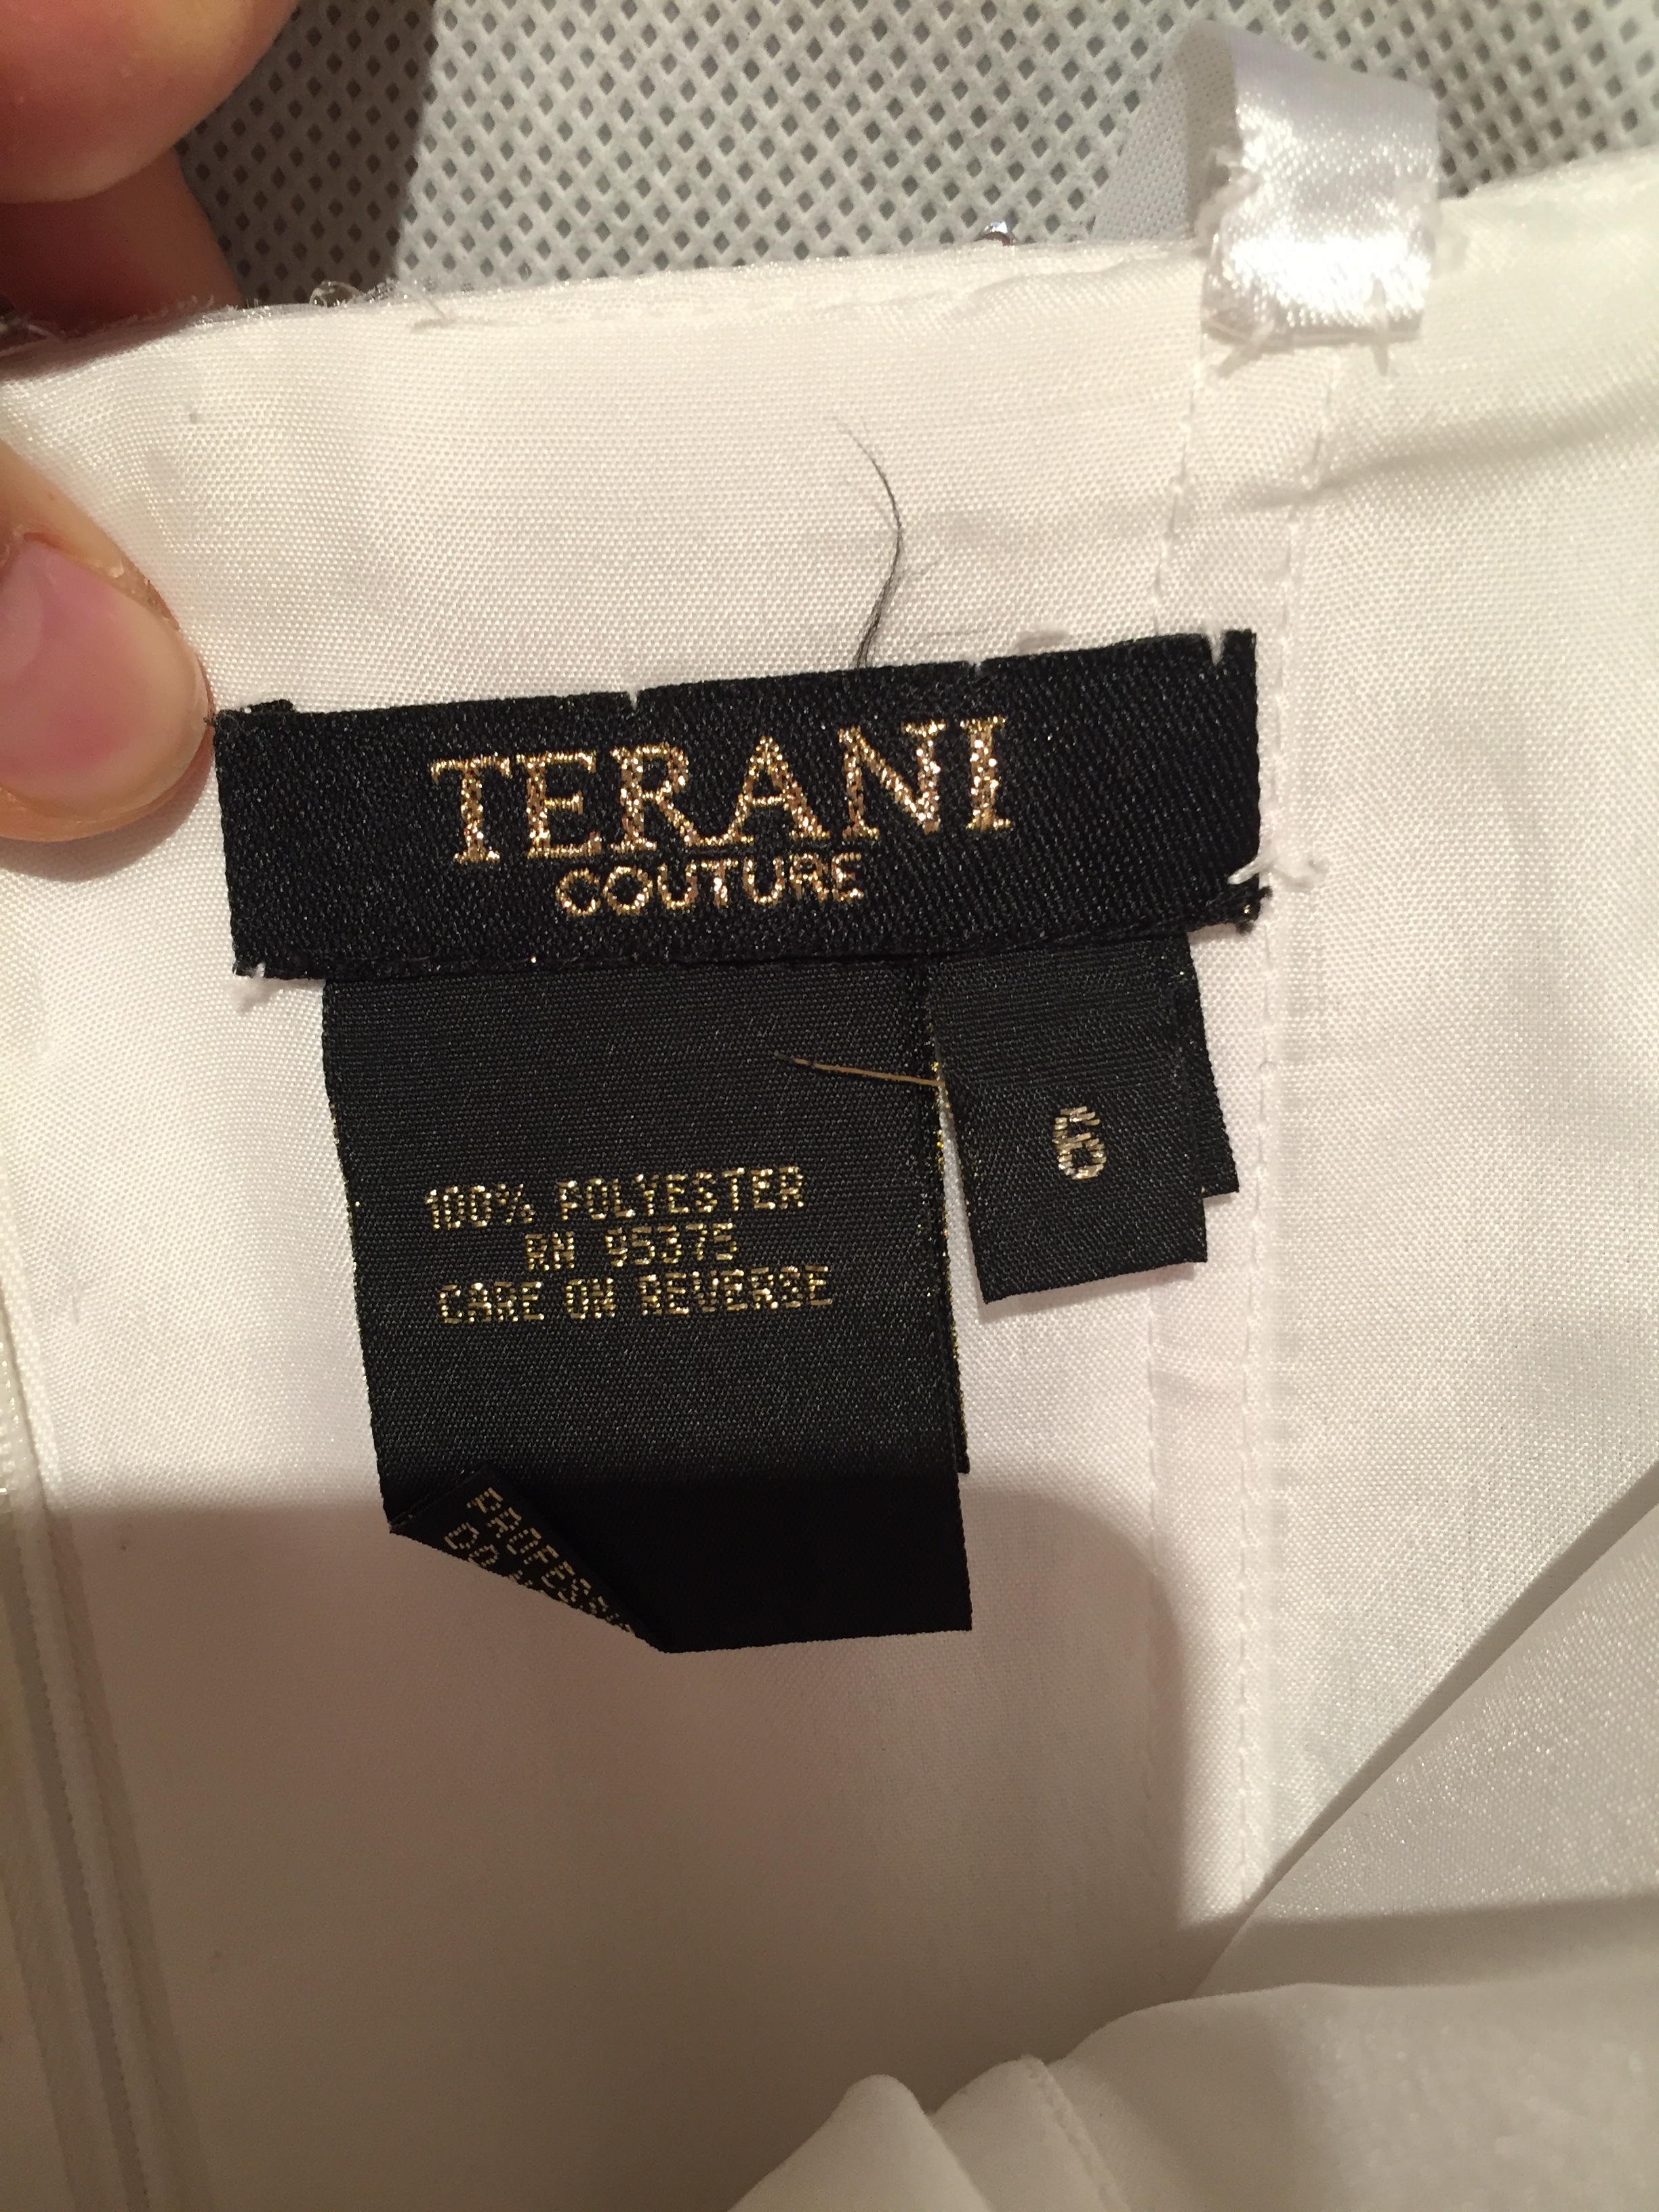 TERANI
COUTURE
6
100% POLYESTER
RN 95375
CARE ON REVERSE